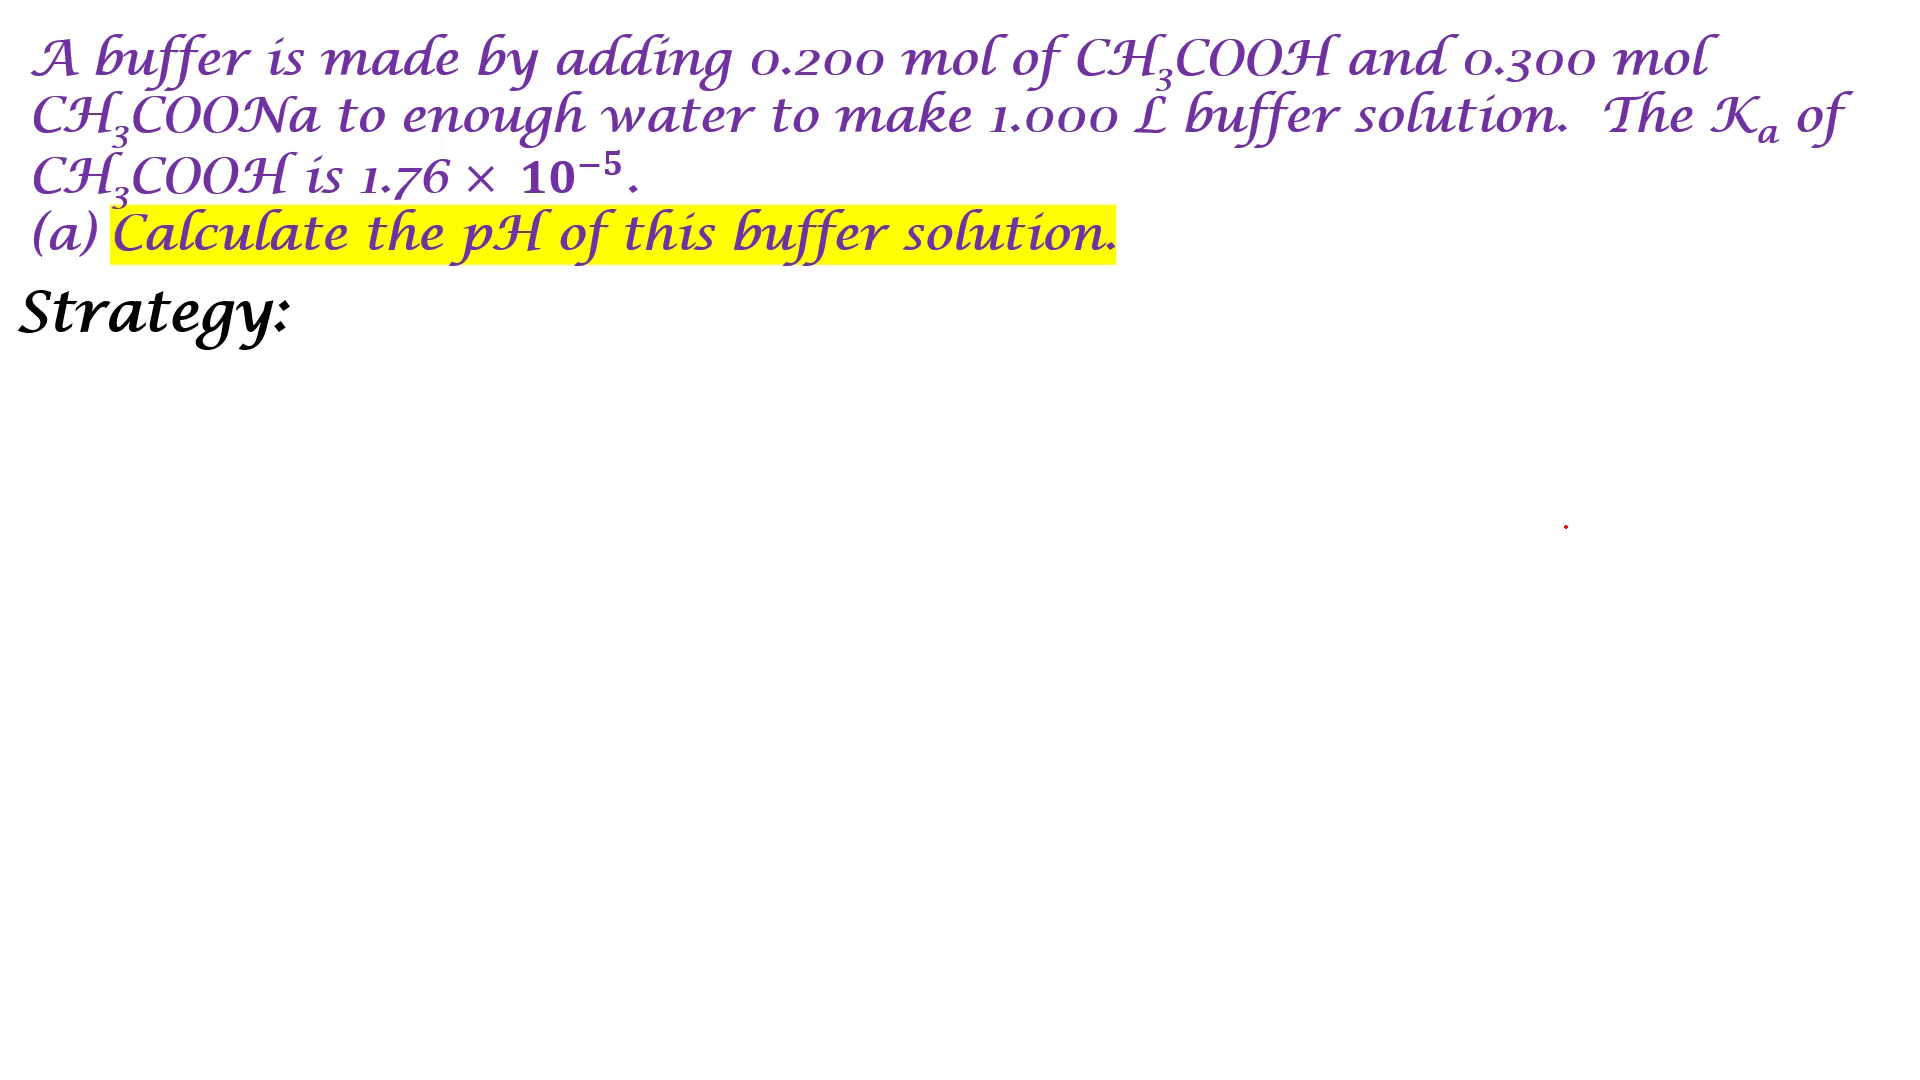 A buffer is made by adding 0.200 mol of CH₃COOH and 0.300 mol
CH₃COONa to enough water to make 1.000 L buffer solution. The Kₐ of
CH₃COOH is 1.76 × 10⁻⁵.
(a) Calculate the pH of this buffer solution.
Strategy: